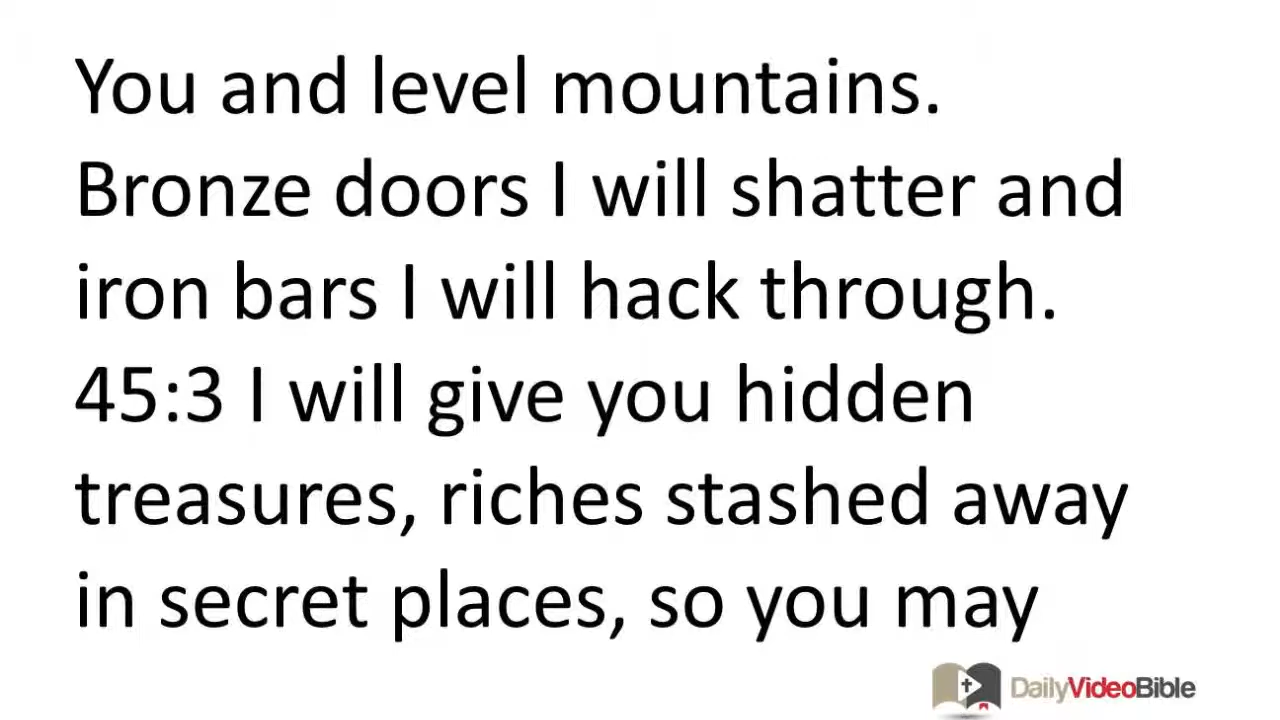 You and level mountains.
Bronze doors I will shatter and
iron bars I will hack through.
45:3 I will give you hidden
treasures, riches stashed away
in secret places, so you may
DailyVideoBible